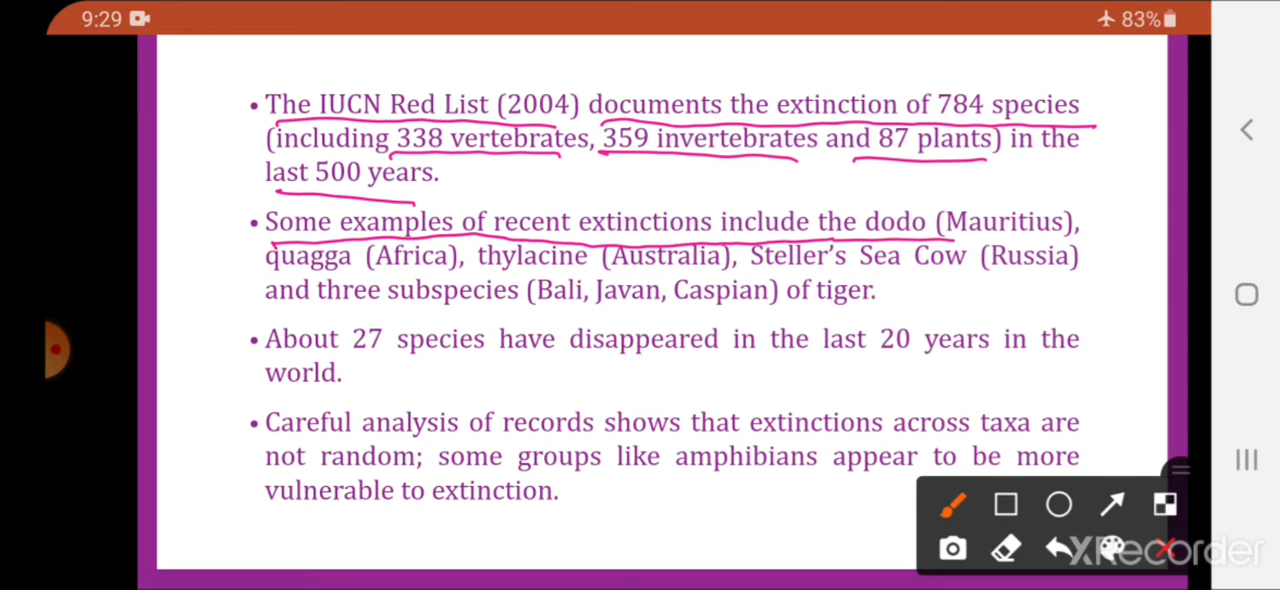 9:29
83%
• The IUCN Red List (2004) documents the extinction of 784 species
(including 338 vertebrates, 359 invertebrates and 87 plants) in the
last 500 years.
• Some examples of recent extinctions include the dodo (Mauritius),
quagga (Africa), thylacine (Australia), Steller’s Sea Cow (Russia)
and three subspecies (Bali, Javan, Caspian) of tiger.
• About 27 species have disappeared in the last 20 years in the
world.
• Careful analysis of records shows that extinctions across taxa are
not random; some groups like amphibians appear to be more
vulnerable to extinction.
XRecorder